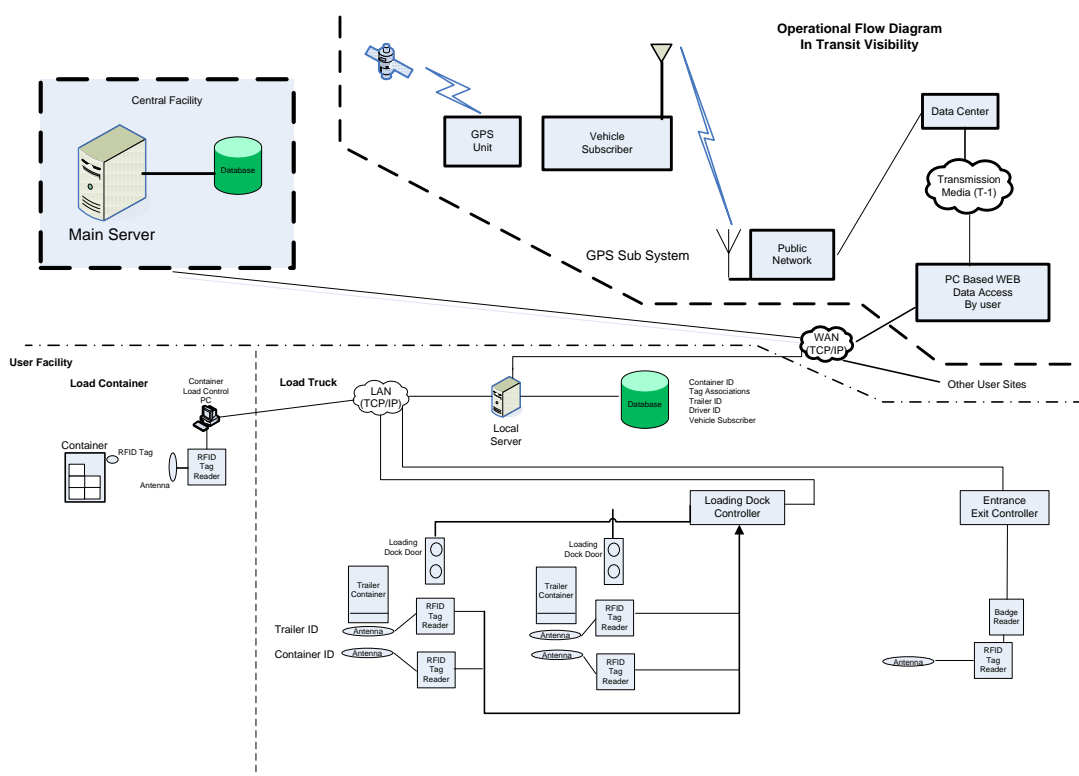 Operational Flow Diagram
In Transit Visibility
Central Facility
Database
Main Server
GPS
Unit
Vehicle
Subscriber
Data Center
Transmission
Media (T-1)
GPS Sub System
Public
Network
PC Based WEB
Data Access
By user
WAN
(TCP/IP)
Other User Sites
User Facility
Load Container
Container
Load Control
PC
Container
RFID Tag
Antenna
RFID
Tag
Reader
Load Truck
LAN
(TCP/IP)
Local
Server
Database
Container ID
Tag Associations
Trailer ID
Driver ID
Vehicle Subscriber
Loading Dock
Controller
Entrance
Exit Controller
Loading
Dock Door
Loading
Dock Door
Trailer
Container
RFID
Tag
Reader
Trailer
Container
RFID
Tag
Reader
Trailer ID
Antenna
Antenna
Container ID
Antenna
RFID
Tag
Reader
Antenna
RFID
Tag
Reader
Badge
Reader
Antenna
RFID
Tag
Reader